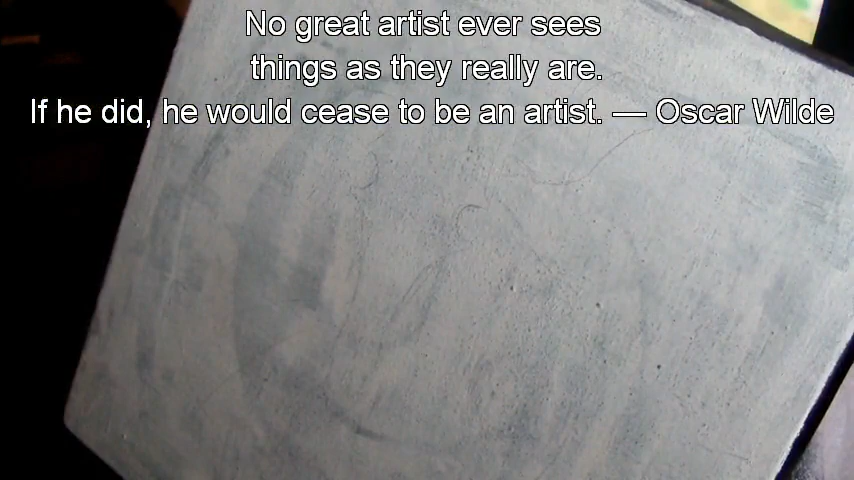 No great artist ever sees
things as they really are.
If he did, he would cease to be an artist. — Oscar Wilde